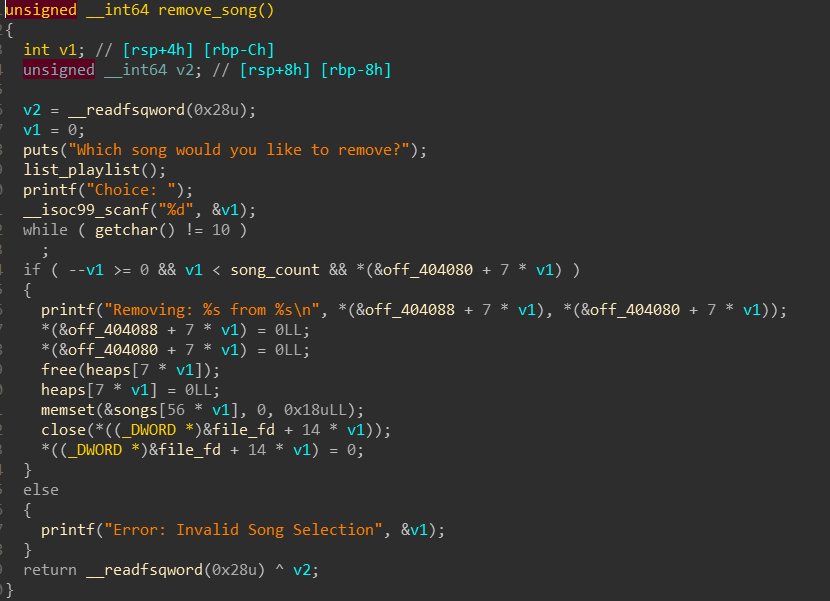 unsigned __int64 remove_song()
{
  int v1; // [rsp+4h] [rbp-Ch]
  unsigned __int64 v2; // [rsp+8h] [rbp-8h]

  v2 = __readfsqword(0x28u);
  v1 = 0;
  puts("Which song would you like to remove?");
  list_playlist();
  printf("Choice: ");
  __isoc99_scanf("%d", &v1);
  while ( getchar() != 10 )
    ;
  if ( --v1 >= 0 && v1 < song_count && *(&off_404080 + 7 * v1) )
  {
    printf("Removing: %s from %s\n", *(&off_404088 + 7 * v1), *(&off_404080 + 7 * v1));
    *(&off_404088 + 7 * v1) = 0LL;
    *(&off_404080 + 7 * v1) = 0LL;
    free(heaps[7 * v1]);
    heaps[7 * v1] = 0LL;
    memset(&songs[56 * v1], 0, 0x18uLL);
    close(*((_DWORD *)&file_fd + 14 * v1));
    *((_DWORD *)&file_fd + 14 * v1) = 0;
  }
  else
  {
    printf("Error: Invalid Song Selection", &v1);
  }
  return __readfsqword(0x28u) ^ v2;
}